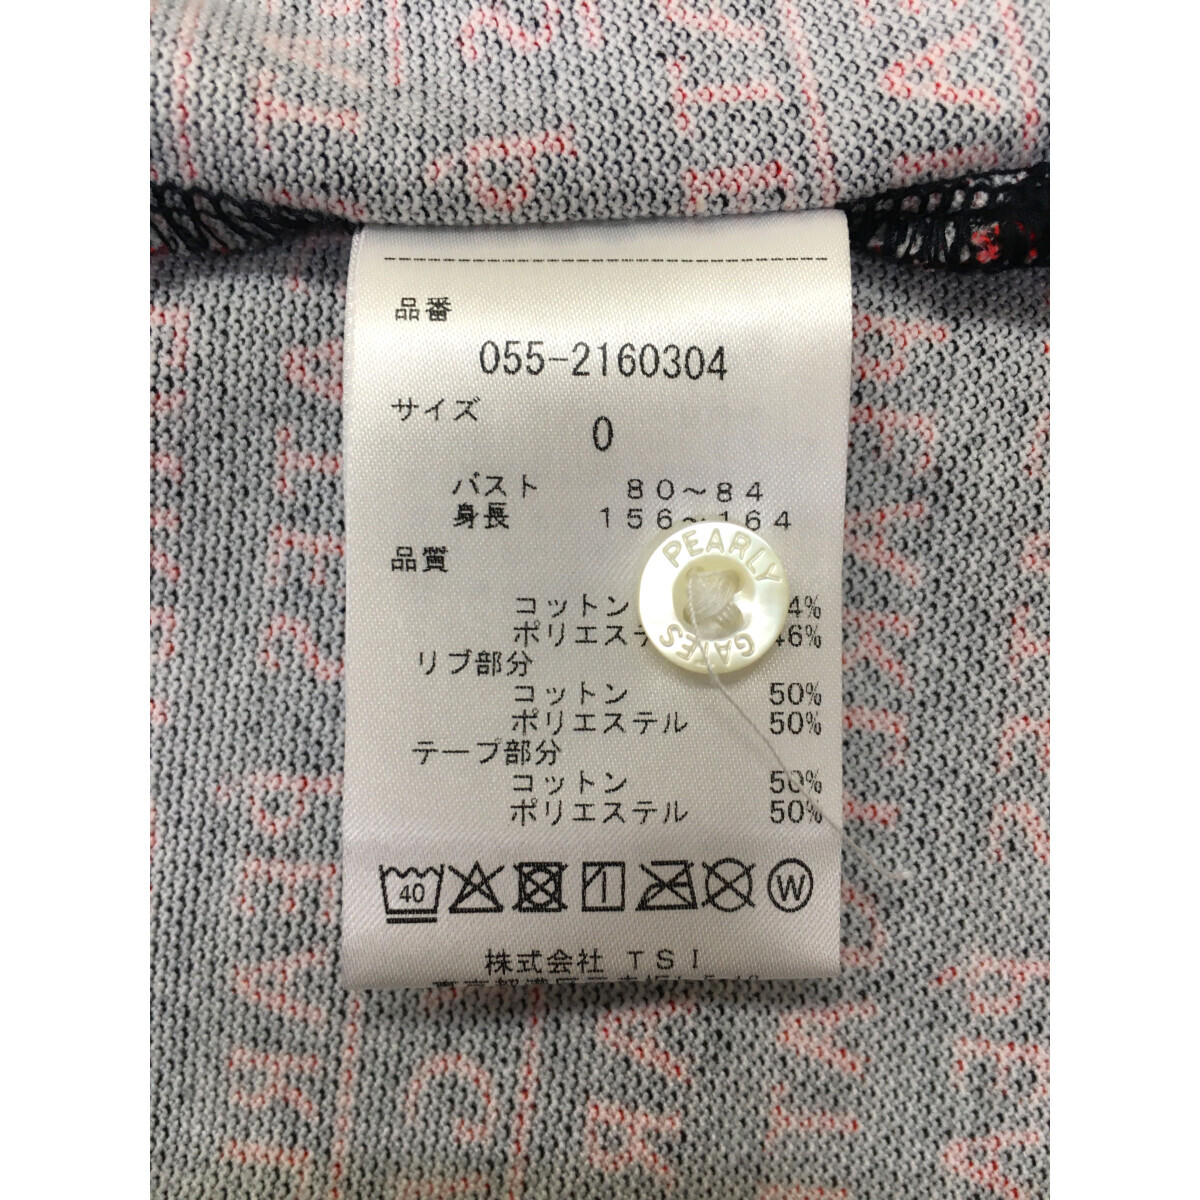 品番
055-2160304
サイズ
0
バスト 80～84
身長 156～164
品質
コットン 4%
ポリエステ 46%
リブ部分
コットン 50%
ポリエステル 50%
テープ部分
コットン 50%
ポリエステル 50%
40
W
株式会社 TSI
PEARLY
GATES